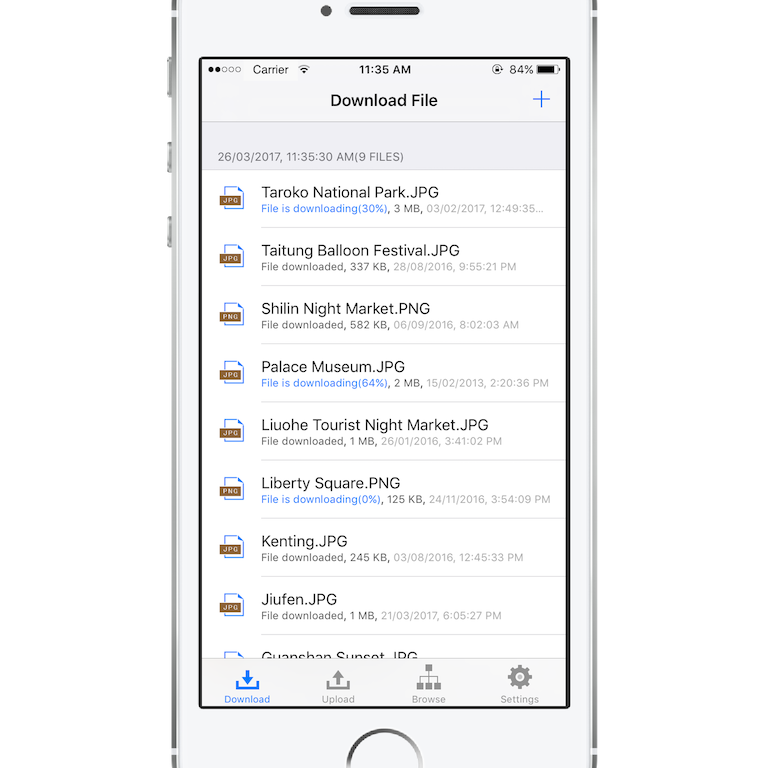 Carrier 11:35 AM 84%
Download File
26/03/2017, 11:35:30 AM(9 FILES)
JPG Taroko National Park.JPG
File is downloading(30%), 3 MB, 03/02/2017, 12:49:35...
JPG Taitung Balloon Festival.JPG
File downloaded, 337 KB, 28/08/2016, 9:55:21 PM
PNG Shilin Night Market.PNG
File downloaded, 582 KB, 06/09/2016, 8:02:03 AM
JPG Palace Museum.JPG
File is downloading(64%), 2 MB, 15/02/2013, 2:20:36 PM
JPG Liuohe Tourist Night Market.JPG
File downloaded, 1 MB, 26/01/2016, 3:41:02 PM
PNG Liberty Square.PNG
File is downloading(0%), 125 KB, 24/11/2016, 3:54:09 PM
JPG Kenting.JPG
File downloaded, 245 KB, 03/08/2016, 12:45:33 PM
JPG Jiufen.JPG
File downloaded, 1 MB, 21/03/2017, 6:05:27 PM
Guanshan Sunset.JPG
Download Upload Browse Settings